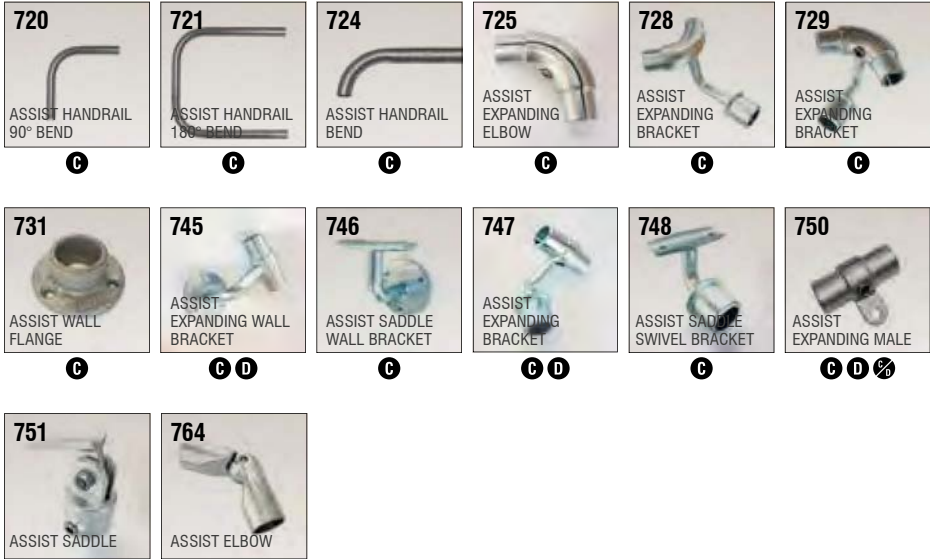 720
ASSIST HANDRAIL
90° BEND
C
721
ASSIST HANDRAIL
180° BEND
C
724
ASSIST HANDRAIL
BEND
C
725
ASSIST
EXPANDING
ELBOW
C
728
ASSIST
EXPANDING
BRACKET
C
729
ASSIST
EXPANDING
BRACKET
C
731
ASSIST WALL
FLANGE
C
745
ASSIST
EXPANDING WALL
BRACKET
C D
746
ASSIST SADDLE
WALL BRACKET
C
747
ASSIST
EXPANDING
BRACKET
C D
748
ASSIST SADDLE
SWIVEL BRACKET
C
750
ASSIST
EXPANDING MALE
C D C/D
751
ASSIST SADDLE
764
ASSIST ELBOW